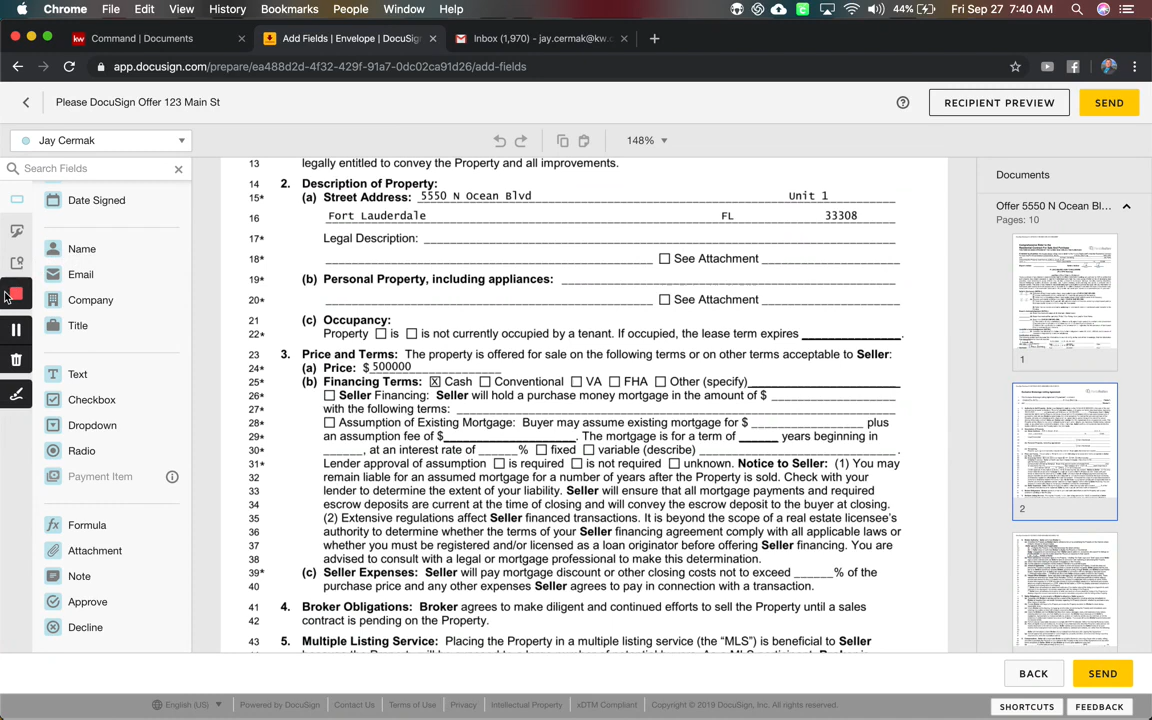 Chrome File Edit View History Bookmarks People Window Help 44% Fri Sep 27 7:40 AM
Command | Documents × Add Fields | Envelope | DocuSig × Inbox (1,970) - jay.cermak@kw.c × +
app.docusign.com/prepare/ea488d2d-4f32-429f-91a7-0dc02ca91d26/add-fields
Please DocuSign Offer 123 Main St
RECIPIENT PREVIEW
SEND
Jay Cermak
148%
Search Fields
Date Signed
Name
Email
Company
Title
Text
Checkbox
Dropdown
Radio
Payment Item
Formula
Attachment
Note
Approve
Decline
13 legally entitled to convey the Property and all improvements.
14 2. Description of Property:
15* (a) Street Address: 5550 N Ocean Blvd Unit 1
16 Fort Lauderdale FL 33308
17* Legal Description:
18* See Attachment
19* (b) Personal Property, including appliances:
20* See Attachment
21 (c) Occupancy:
22* Property is is not currently occupied by a tenant. If occupied, the lease term expires .
23 3. Price and Terms: The property is offered for sale on the following terms or on other terms acceptable to Seller:
24* (a) Price: $ 500000
25* (b) Financing Terms: X Cash Conventional VA FHA Other (specify)
26* Seller Financing: Seller will hold a purchase money mortgage in the amount of $
27* with the following terms:
28* Assumption of Existing Mortgage: Buyer may assume existing mortgage for $ plus
29* an assumption fee of $ . The mortgage is for a term of years beginning in
30* , at an interest rate of % fixed variable (describe) .
31* Lender approval of assumption is required is not required unknown. Notice to Seller: (1) You may
32 remain liable for an assumed mortgage for a number of years after the Property is sold. Check with your
33 lender to determine the extent of your liability. Seller will ensure that all mortgage payments and required
34 escrow deposits are current at the time of closing and will convey the escrow deposit to the buyer at closing.
35 (2) Extensive regulations affect Seller financed transactions. It is beyond the scope of a real estate licensee's
36 authority to determine whether the terms of your Seller financing agreement comply with all applicable laws or
37 whether you must be registered and/or licensed as a loan originator before offering Seller financing. You are
38 advised to consult with a legal or mortgage professional to make this determination.
39* (c) Seller Expenses: Seller will pay mortgage discount or other closing costs not to exceed % of the
40 purchase price and any other expenses Seller agrees to pay in connection with a transaction.
41 4. Broker Obligations: Broker agrees to make diligent and continued efforts to sell the Property until a sales
42 contract is pending on the Property.
43 5. Multiple Listing Service: Placing the Property in a multiple listing service (the "MLS") is beneficial to Seller
Documents
Offer 5550 N Ocean Bl...
Pages: 10
1
2
BACK
SEND
English (US) Powered by DocuSign Contact Us Terms of Use Privacy Intellectual Property xDTM Compliant Copyright © 2019 DocuSign, Inc. All rights reserved.
SHORTCUTS
FEEDBACK